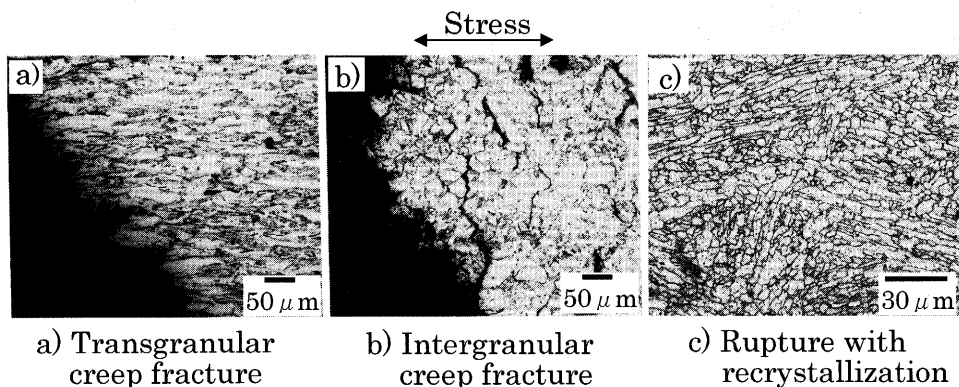 Stress
a)
b)
c)
50 μm
50 μm
30 μm
a) Transgranular
creep fracture
b) Intergranular
creep fracture
c) Rupture with
recrystallization